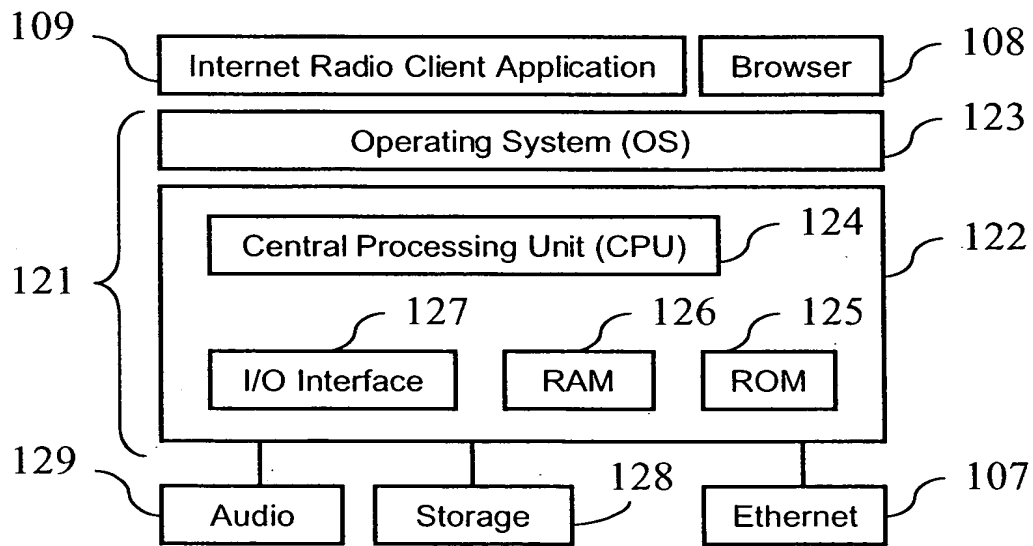 109
Internet Radio Client Application
Browser
108
Operating System (OS)
123
Central Processing Unit (CPU)
124
122
121
127
126
125
I/O Interface
RAM
ROM
129
Audio
Storage
128
Ethernet
107